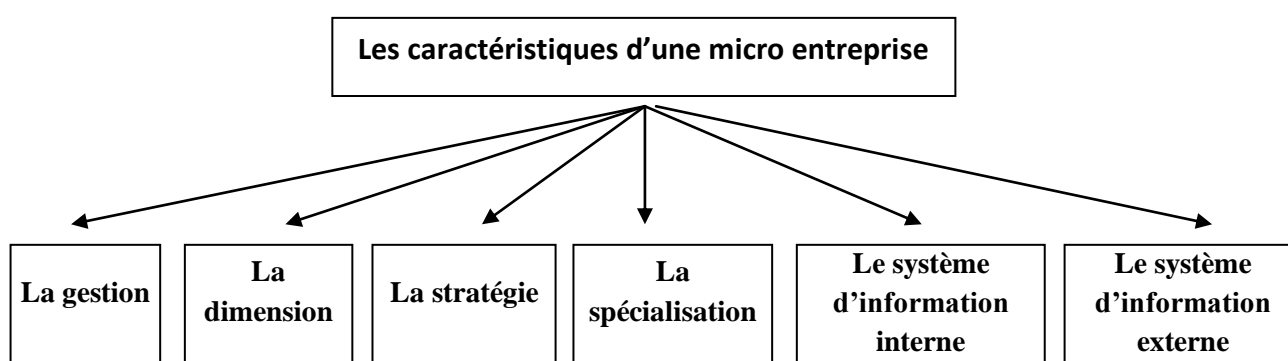 Les caractéristiques d’une micro entreprise
La gestion
La
dimension
La stratégie
La
spécialisation
Le système
d’information
interne
Le système
d’information
externe